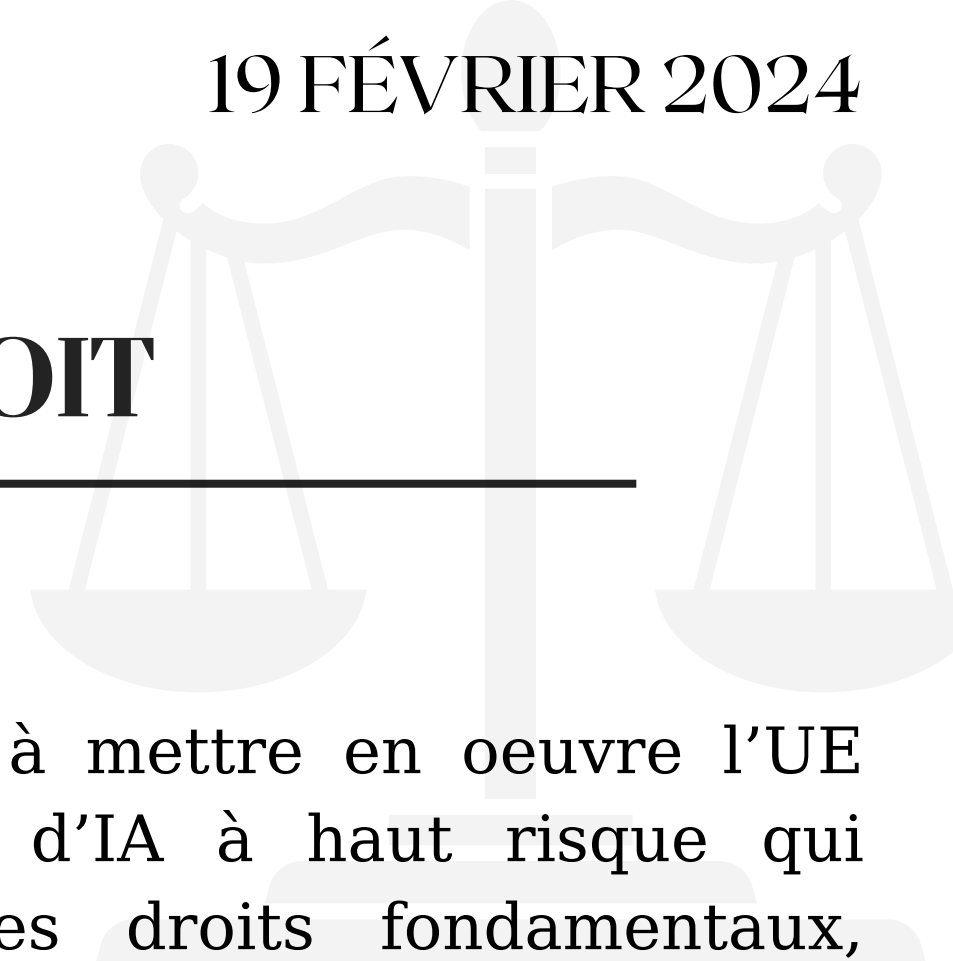 19 FÉVRIER 2024
OIT
à mettre en oeuvre l’UE
d’IA à haut risque qui
es droits fondamentaux,